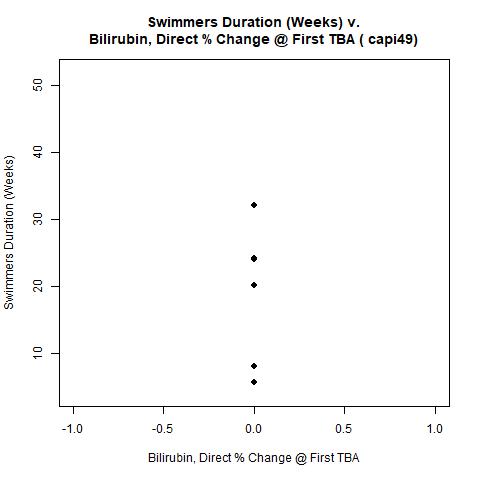 Swimmers Duration (Weeks) v.
Bilirubin, Direct % Change @ First TBA ( capi49)
Swimmers Duration (Weeks)
50
40
30
20
10
-1.0 -0.5 0.0 0.5 1.0
Bilirubin, Direct % Change @ First TBA